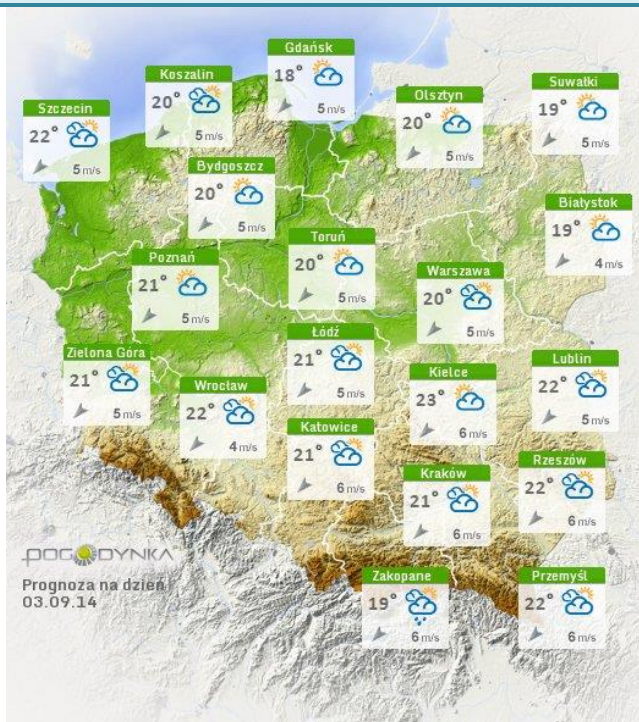 Gdańsk
18°
5 m/s
Koszalin
20°
5 m/s
Suwałki
19°
5 m/s
Olsztyn
20°
5 m/s
Szczecin
22°
5 m/s
Bydgoszcz
20°
5 m/s
Białystok
19°
4 m/s
Toruń
20°
5 m/s
Poznań
21°
5 m/s
Warszawa
20°
5 m/s
Łódź
21°
5 m/s
Zielona Góra
21°
5 m/s
Lublin
22°
5 m/s
Kielce
23°
6 m/s
Wrocław
22°
4 m/s
Katowice
21°
6 m/s
Rzeszów
22°
6 m/s
Kraków
21°
6 m/s
POGODYNKA
Prognoza na dzień
03.09.14
Zakopane
19°
6 m/s
Przemyśl
22°
6 m/s